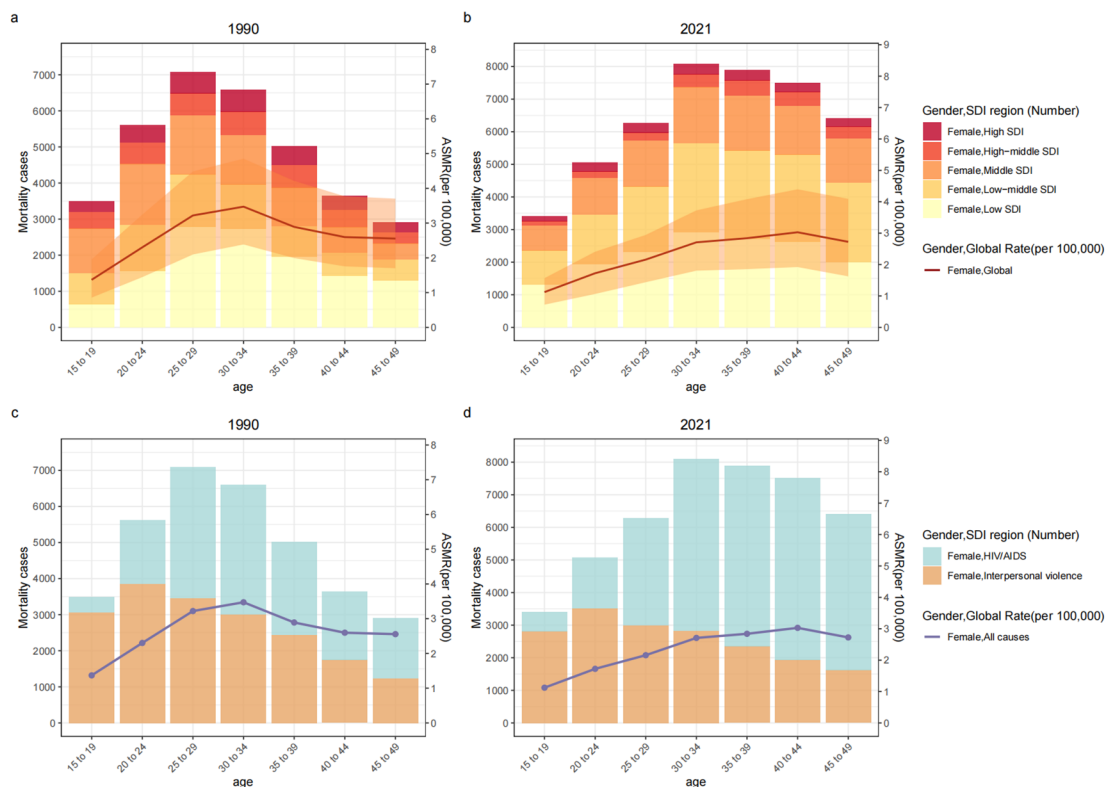 a
1990
Mortality cases
7000
6000
5000
4000
3000
2000
1000
0
8
7
6
5
4
3
2
1
0
ASMR(per 100,000)
15 to 19
20 to 24
25 to 29
30 to 34
35 to 39
40 to 44
45 to 49
age
b
2021
Mortality cases
8000
7000
6000
5000
4000
3000
2000
1000
0
9
8
7
6
5
4
3
2
1
0
ASMR(per 100,000)
15 to 19
20 to 24
25 to 29
30 to 34
35 to 39
40 to 44
45 to 49
age
Gender,SDI region (Number)
Female,High SDI
Female,High−middle SDI
Female,Middle SDI
Female,Low−middle SDI
Female,Low SDI
Gender,Global Rate(per 100,000)
Female,Global
c
1990
Mortality cases
7000
6000
5000
4000
3000
2000
1000
0
8
7
6
5
4
3
2
1
0
ASMR(per 100,000)
15 to 19
20 to 24
25 to 29
30 to 34
35 to 39
40 to 44
45 to 49
age
d
2021
Mortality cases
8000
7000
6000
5000
4000
3000
2000
1000
0
9
8
7
6
5
4
3
2
1
0
ASMR(per 100,000)
15 to 19
20 to 24
25 to 29
30 to 34
35 to 39
40 to 44
45 to 49
age
Gender,SDI region (Number)
Female,HIV/AIDS
Female,Interpersonal violence
Gender,Global Rate(per 100,000)
Female,All causes